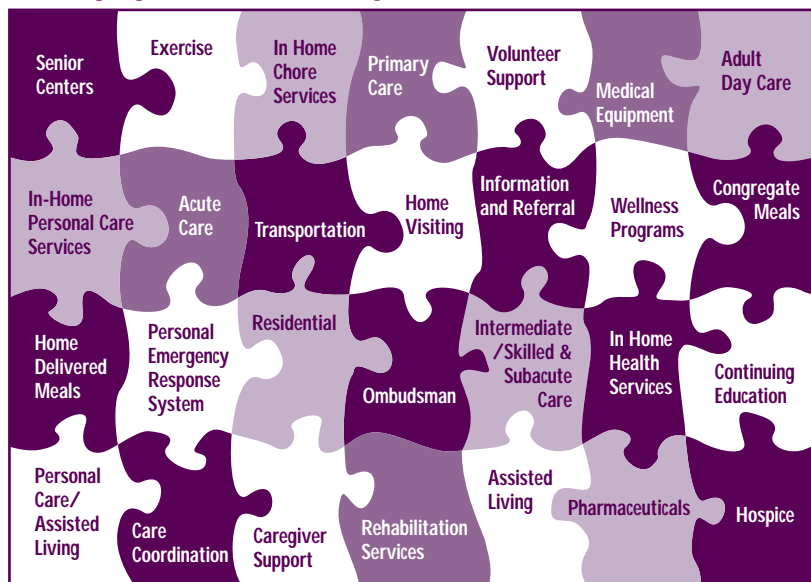 Senior
Centers
Exercise
In Home
Chore
Services
Primary
Care
Volunteer
Support
Medical
Equipment
Adult
Day Care
In-Home
Personal Care
Services
Acute
Care
Transportation
Home
Visiting
Information
and Referral
Wellness
Programs
Congregate
Meals
Home
Delivered
Meals
Personal
Emergency
Response
System
Residential
Ombudsman
Intermediate
/Skilled &
Subacute
Care
In Home
Health
Services
Continuing
Education
Personal
Care/
Assisted
Living
Care
Coordination
Caregiver
Support
Rehabilitation
Services
Assisted
Living
Pharmaceuticals
Hospice